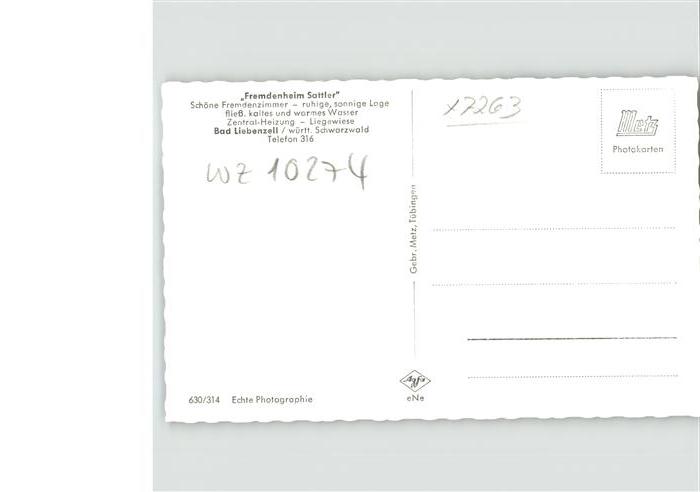 „Fremdenheim Sattler"
Schöne Fremdenzimmer – ruhige, sonnige Lage
fließ. kaltes und warmes Wasser
Zentral-Heizung – Liegewiese
Bad Liebenzell / württ. Schwarzwald
Telefon 316
WZ 10274
x7263
Metz
Photokarten
Gebr. Metz, Tübingen
Agfa
eNe
630/314 Echte Photographie